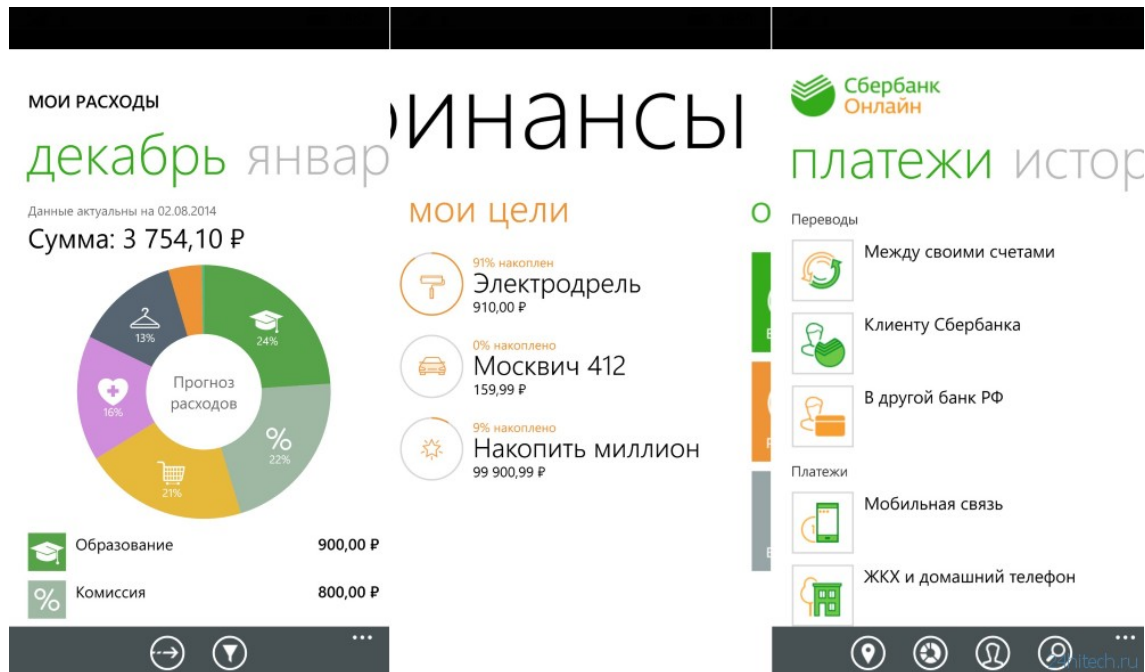 МОИ РАСХОДЫ
декабрь январ
Данные актуальны на 02.08.2014
Сумма: 3 754,10 ₽
13%
24%
Прогноз
расходов
16%
22%
21%
Образование 900,00 ₽
Комиссия 800,00 ₽
финансы
мои цели
91% накоплен
Электродрель
910,00 ₽
0% накоплено
Москвич 412
159,99 ₽
9% накоплено
Накопить миллион
99 900,99 ₽
Сбербанк
Онлайн
платежи истор
Переводы
Между своими счетами
Клиенту Сбербанка
В другой банк РФ
Платежи
Мобильная связь
ЖКХ и домашний телефон
24hitech.ru